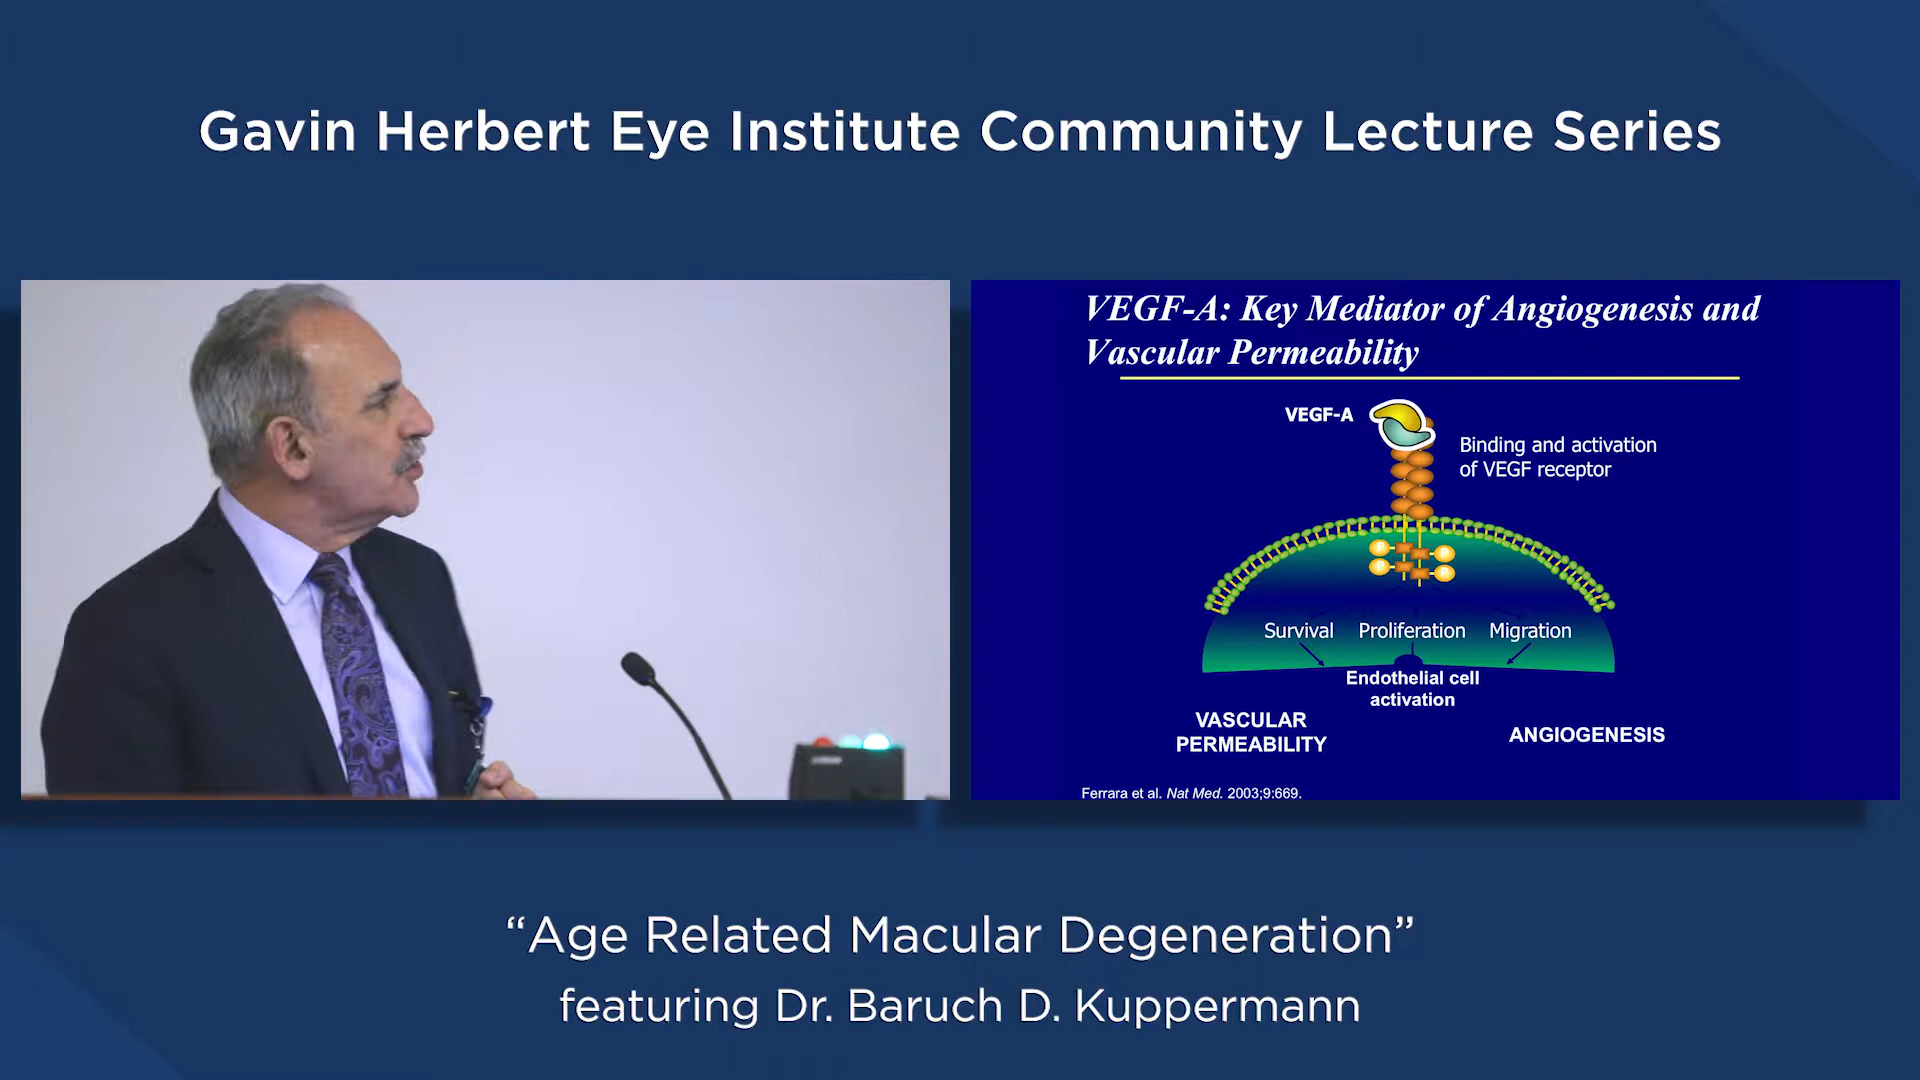 Gavin Herbert Eye Institute Community Lecture Series
VEGF-A: Key Mediator of Angiogenesis and
Vascular Permeability
VEGF-A
Binding and activation
of VEGF receptor
P
P
P
P
Survival Proliferation Migration
Endothelial cell
activation
VASCULAR
PERMEABILITY
ANGIOGENESIS
Ferrara et al. Nat Med. 2003;9:669.
“Age Related Macular Degeneration”
featuring Dr. Baruch D. Kuppermann